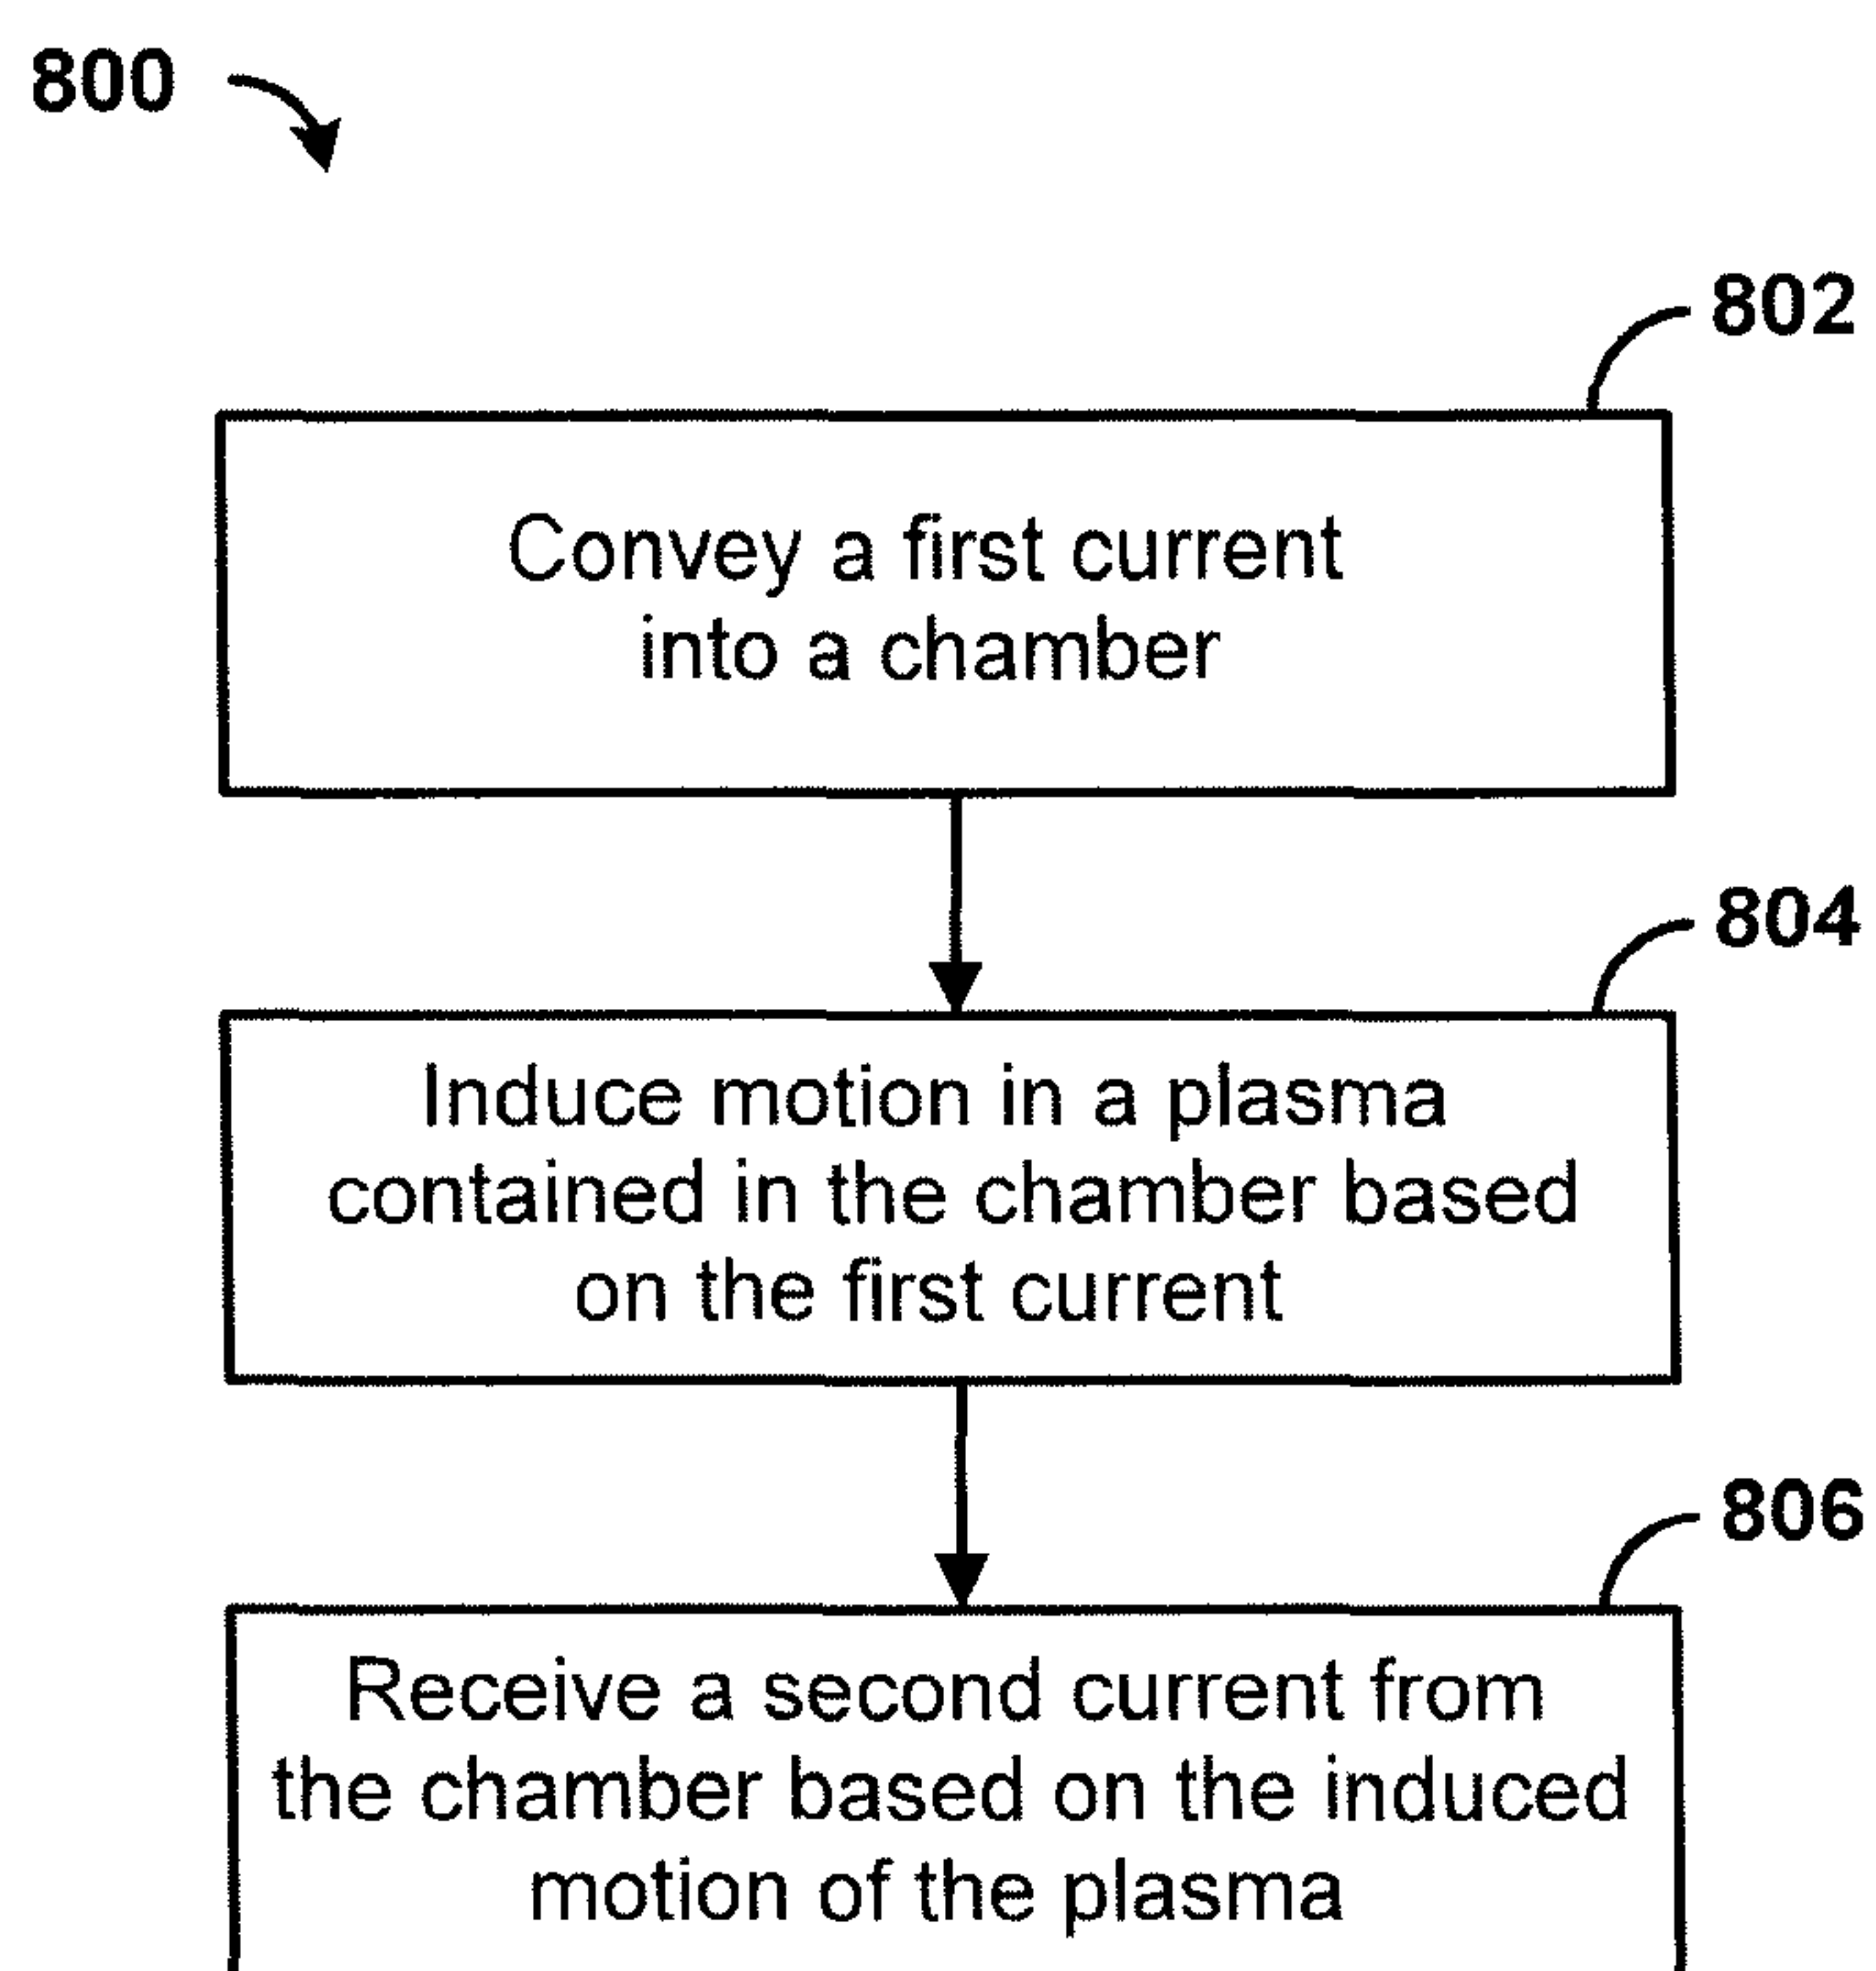 800
802
Convey a first current
into a chamber
804
Induce motion in a plasma
contained in the chamber based
on the first current
806
Receive a second current from
the chamber based on the induced
motion of the plasma